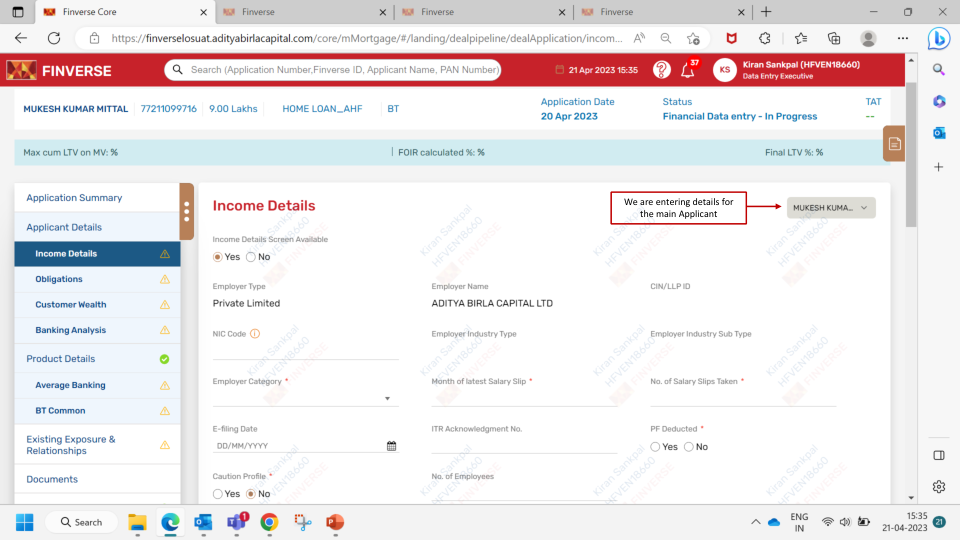 Finverse Core
Finverse
Finverse
Finverse
https://finverselosuat.adityabirlacapital.com/core/mMortgage/#/landing/dealpipeline/dealApplication/incom...
FINVERSE
Search (Application Number,Finverse ID, Applicant Name, PAN Number)
21 Apr 2023 15:35
37
KS
Kiran Sankpal (HFVEN18660)
Data Entry Executive
MUKESH KUMAR MITTAL
77211099716
9.00 Lakhs
HOME LOAN_AHF
BT
Application Date
20 Apr 2023
Status
Financial Data entry - In Progress
TAT
--
Max cum LTV on MV: %
FOIR calculated %: %
Final LTV %: %
Application Summary
Applicant Details
Income Details
Obligations
Customer Wealth
Banking Analysis
Product Details
Average Banking
BT Common
Existing Exposure &
Relationships
Documents
Income Details
We are entering details for
the main Applicant
MUKESH KUMA...
Income Details Screen Available
Yes No
Employer Type
Private Limited
Employer Name
ADITYA BIRLA CAPITAL LTD
CIN/LLP ID
NIC Code
Employer Industry Type
Employer Industry Sub Type
Employer Category *
Month of latest Salary Slip *
No. of Salary Slips Taken *
E-filing Date
DD/MM/YYYY
ITR Acknowledgment No.
PF Deducted *
Yes No
Caution Profile *
Yes No
No. of Employees
Kiran Sankpal
HFVEN18660
FINVERSE
Search
ENG
IN
15:35
21-04-2023
21